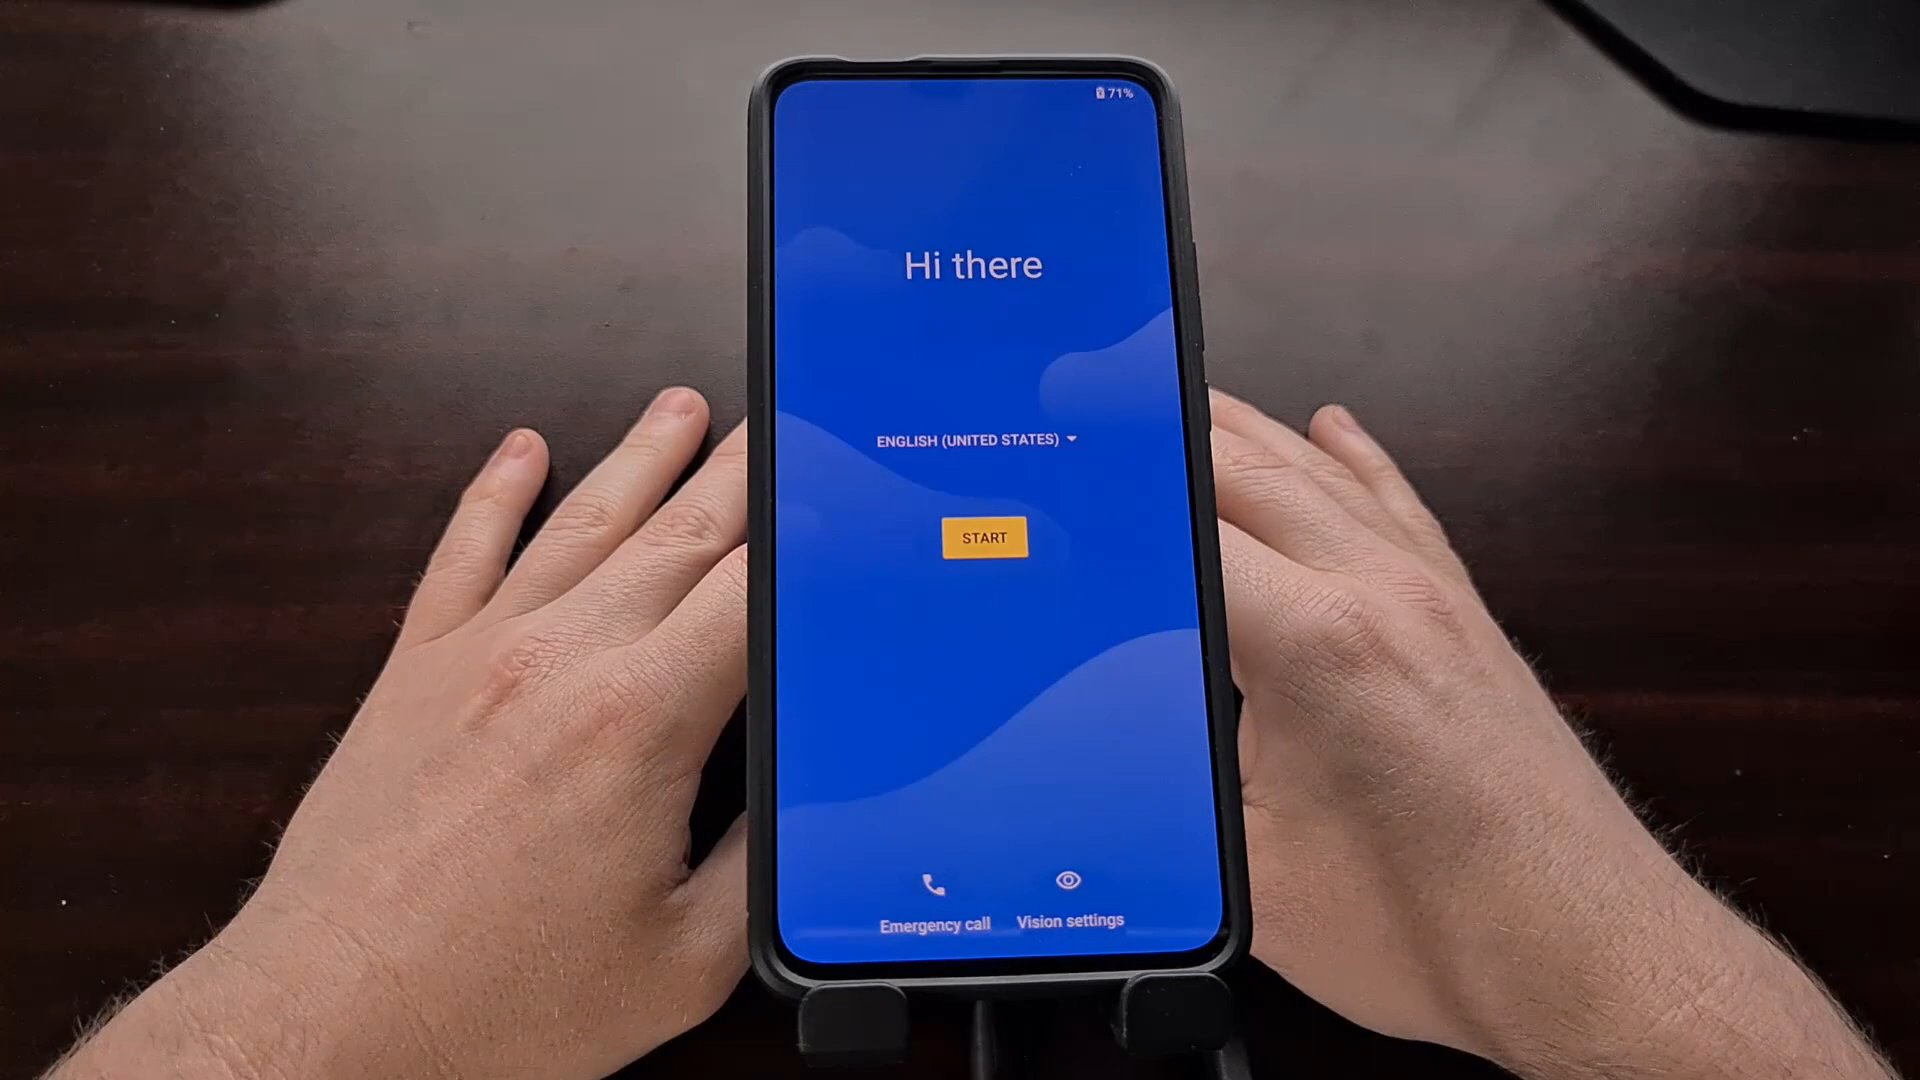 71%
Hi there
ENGLISH (UNITED STATES)
START
Emergency call
Vision settings